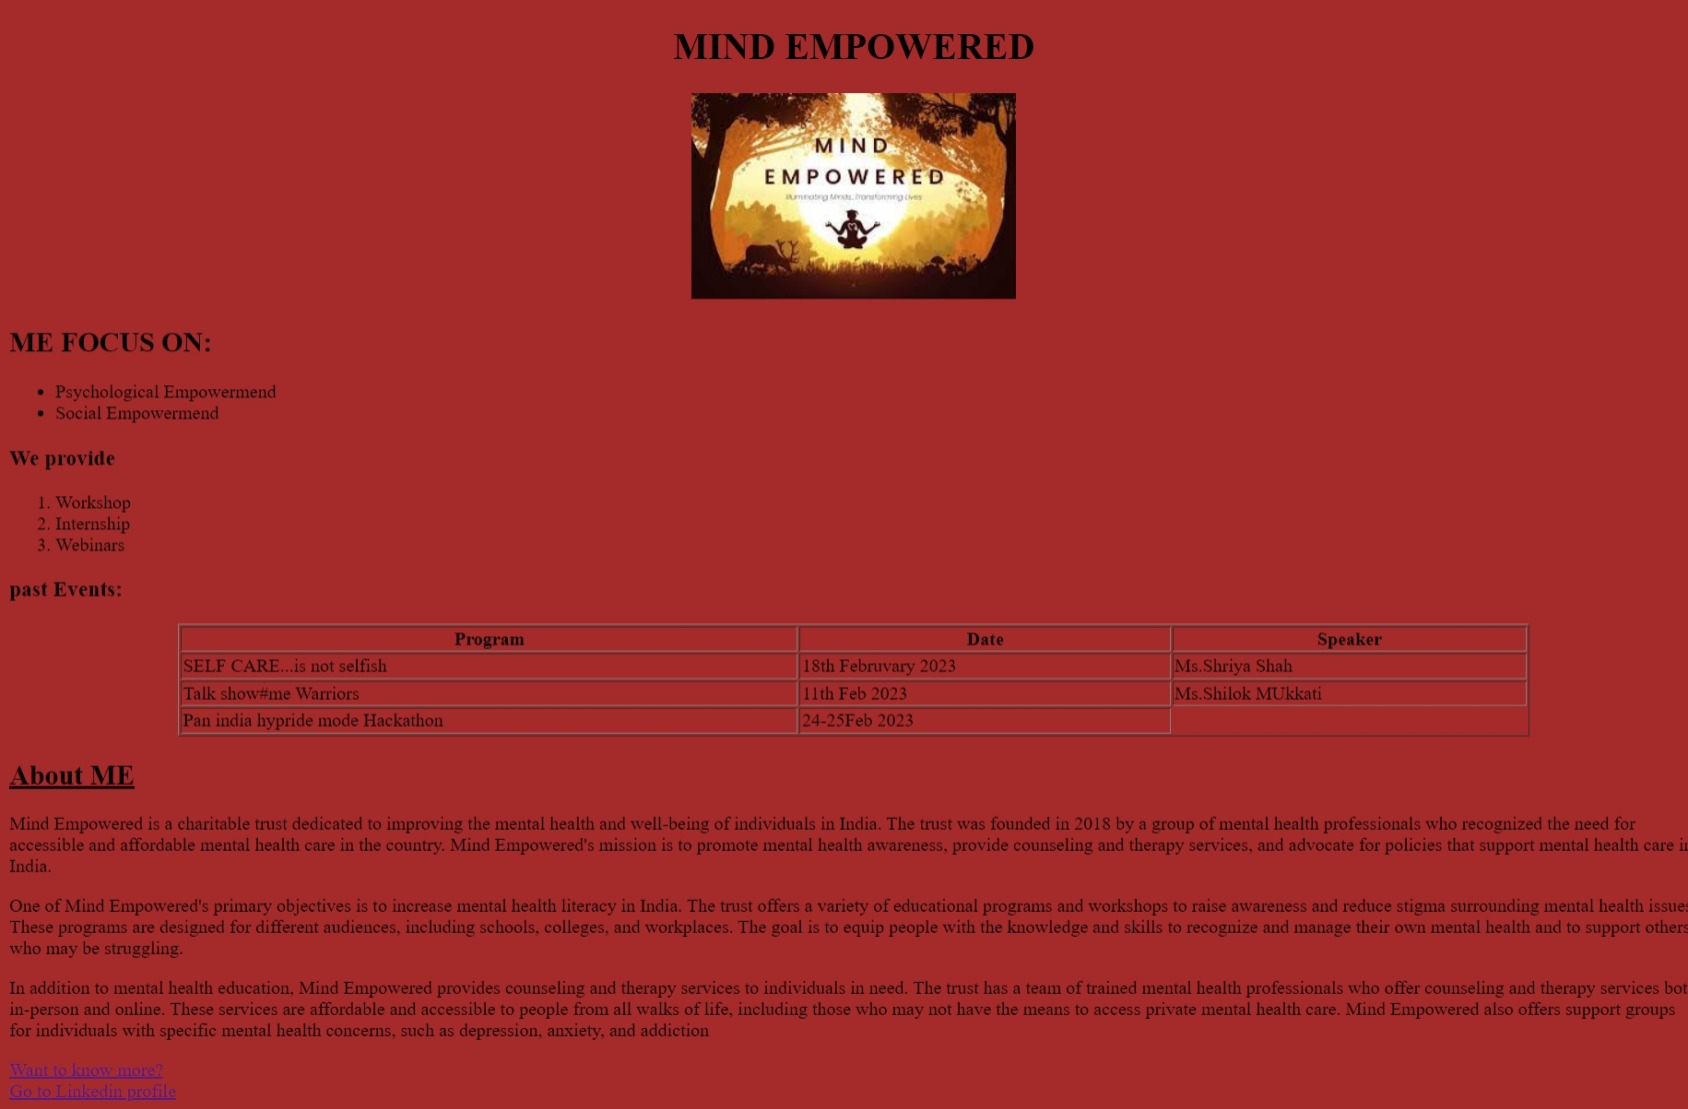 MIND EMPOWERED
MIND
EMPOWERED
Illuminating Minds...Transforming Lives
ME FOCUS ON:
Psychological Empowermend
Social Empowermend
We provide
1. Workshop
2. Internship
3. Webinars
past Events:
Program Date Speaker
SELF CARE...is not selfish 18th Februvary 2023 Ms.Shriya Shah
Talk show#me Warriors 11th Feb 2023 Ms.Shilok MUkkati
Pan india hypride mode Hackathon 24-25Feb 2023
About ME
Mind Empowered is a charitable trust dedicated to improving the mental health and well-being of individuals in India. The trust was founded in 2018 by a group of mental health professionals who recognized the need for
accessible and affordable mental health care in the country. Mind Empowered's mission is to promote mental health awareness, provide counseling and therapy services, and advocate for policies that support mental health care in
India.
One of Mind Empowered's primary objectives is to increase mental health literacy in India. The trust offers a variety of educational programs and workshops to raise awareness and reduce stigma surrounding mental health issues
These programs are designed for different audiences, including schools, colleges, and workplaces. The goal is to equip people with the knowledge and skills to recognize and manage their own mental health and to support others
who may be struggling.
In addition to mental health education, Mind Empowered provides counseling and therapy services to individuals in need. The trust has a team of trained mental health professionals who offer counseling and therapy services bot
in-person and online. These services are affordable and accessible to people from all walks of life, including those who may not have the means to access private mental health care. Mind Empowered also offers support groups
for individuals with specific mental health concerns, such as depression, anxiety, and addiction
Want to know more?
Go to Linkedin profile